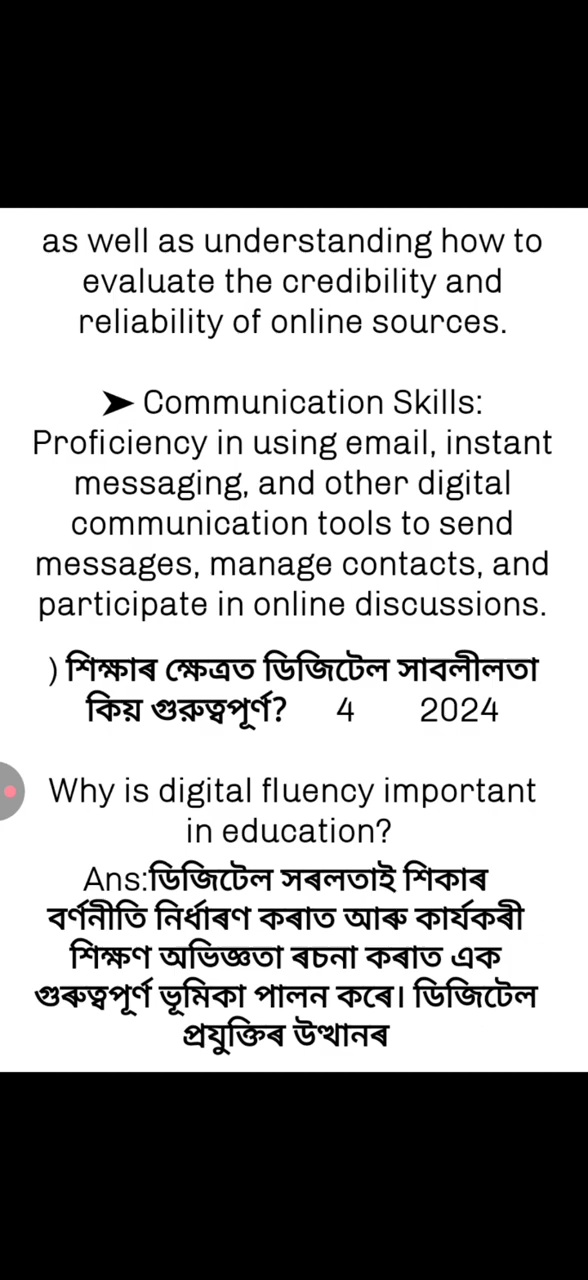 as well as understanding how to
evaluate the credibility and
reliability of online sources.
➤ Communication Skills:
Proficiency in using email, instant
messaging, and other digital
communication tools to send
messages, manage contacts, and
participate in online discussions.
) শিক্ষাৰ ক্ষেত্ৰত ডিজিটেল সাবলীলতা
কিয় গুৰুত্বপূৰ্ণ? 4 2024
Why is digital fluency important
in education?
Ans:ডিজিটেল সৰলতাই শিকাৰ
বৰ্ণনীতি নিৰ্ধাৰণ কৰাত আৰু কাৰ্যকৰী
শিক্ষণ অভিজ্ঞতা ৰচনা কৰাত এক
গুৰুত্বপূৰ্ণ ভূমিকা পালন কৰে। ডিজিটেল
প্ৰযুক্তিৰ উত্থানৰ